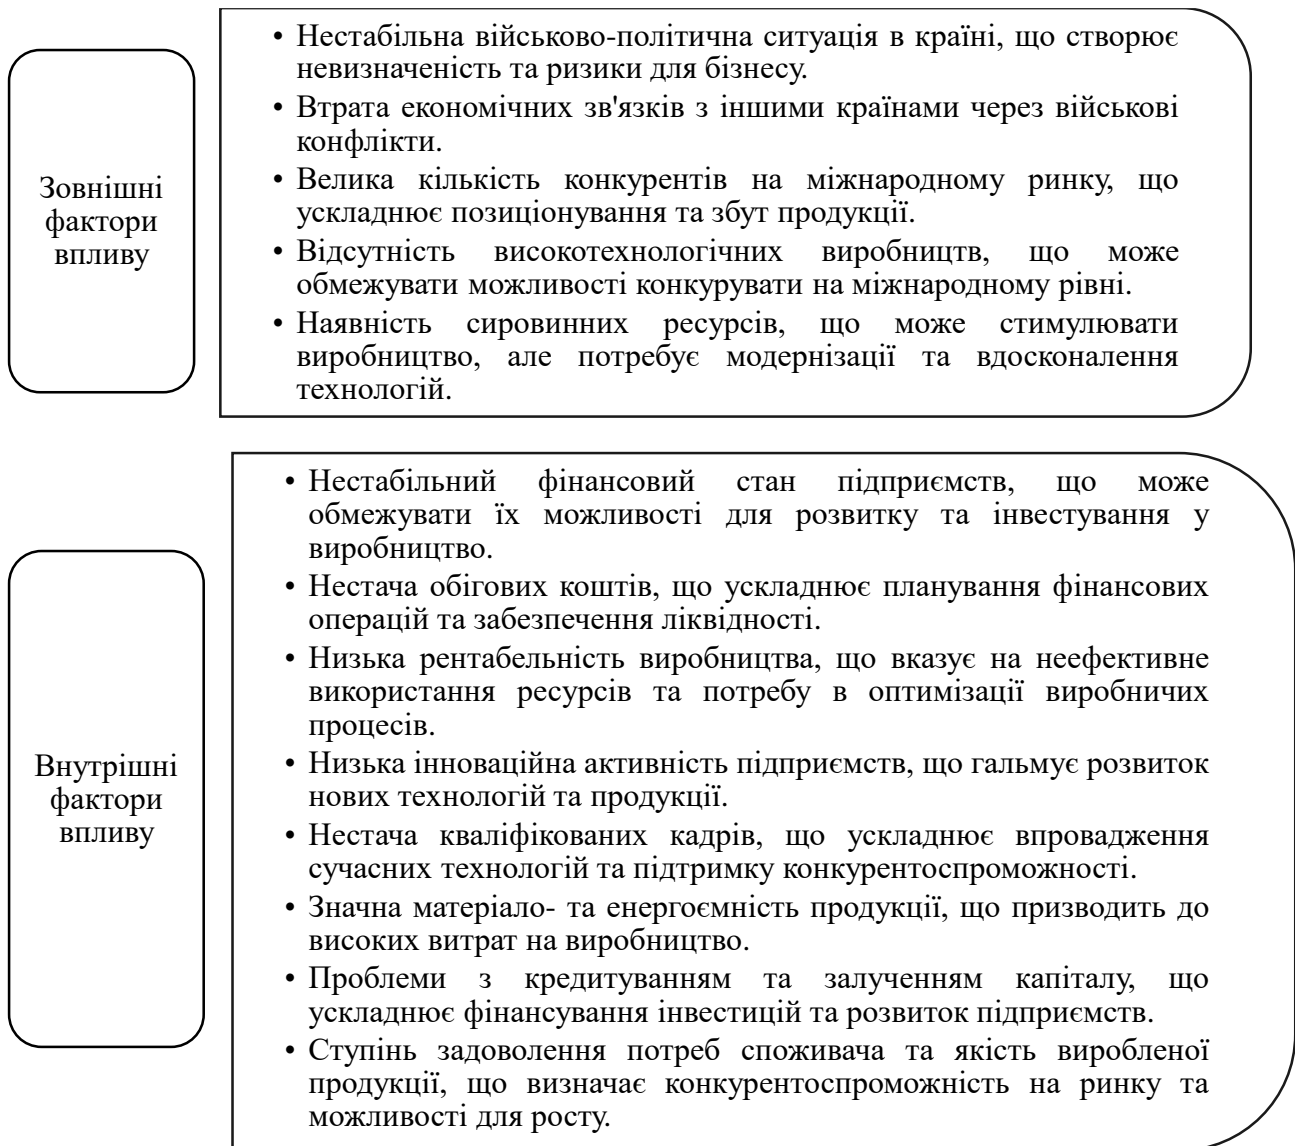 Зовнішні
фактори
впливу
• Нестабільна військово-політична ситуація в країні, що створює
невизначеність та ризики для бізнесу.
• Втрата економічних зв'язків з іншими країнами через військові
конфлікти.
• Велика кількість конкурентів на міжнародному ринку, що
ускладнює позиціонування та збут продукції.
• Відсутність високотехнологічних виробництв, що може
обмежувати можливості конкурувати на міжнародному рівні.
• Наявність сировинних ресурсів, що може стимулювати
виробництво, але потребує модернізації та вдосконалення
технологій.
Внутрішні
фактори
впливу
• Нестабільний фінансовий стан підприємств, що може
обмежувати їх можливості для розвитку та інвестування у
виробництво.
• Нестача обігових коштів, що ускладнює планування фінансових
операцій та забезпечення ліквідності.
• Низька рентабельність виробництва, що вказує на неефективне
використання ресурсів та потребу в оптимізації виробничих
процесів.
• Низька інноваційна активність підприємств, що гальмує розвиток
нових технологій та продукції.
• Нестача кваліфікованих кадрів, що ускладнює впровадження
сучасних технологій та підтримку конкурентоспроможності.
• Значна матеріало- та енергоємність продукції, що призводить до
високих витрат на виробництво.
• Проблеми з кредитуванням та залученням капіталу, що
ускладнює фінансування інвестицій та розвиток підприємств.
• Ступінь задоволення потреб споживача та якість виробленої
продукції, що визначає конкурентоспроможність на ринку та
можливості для росту.